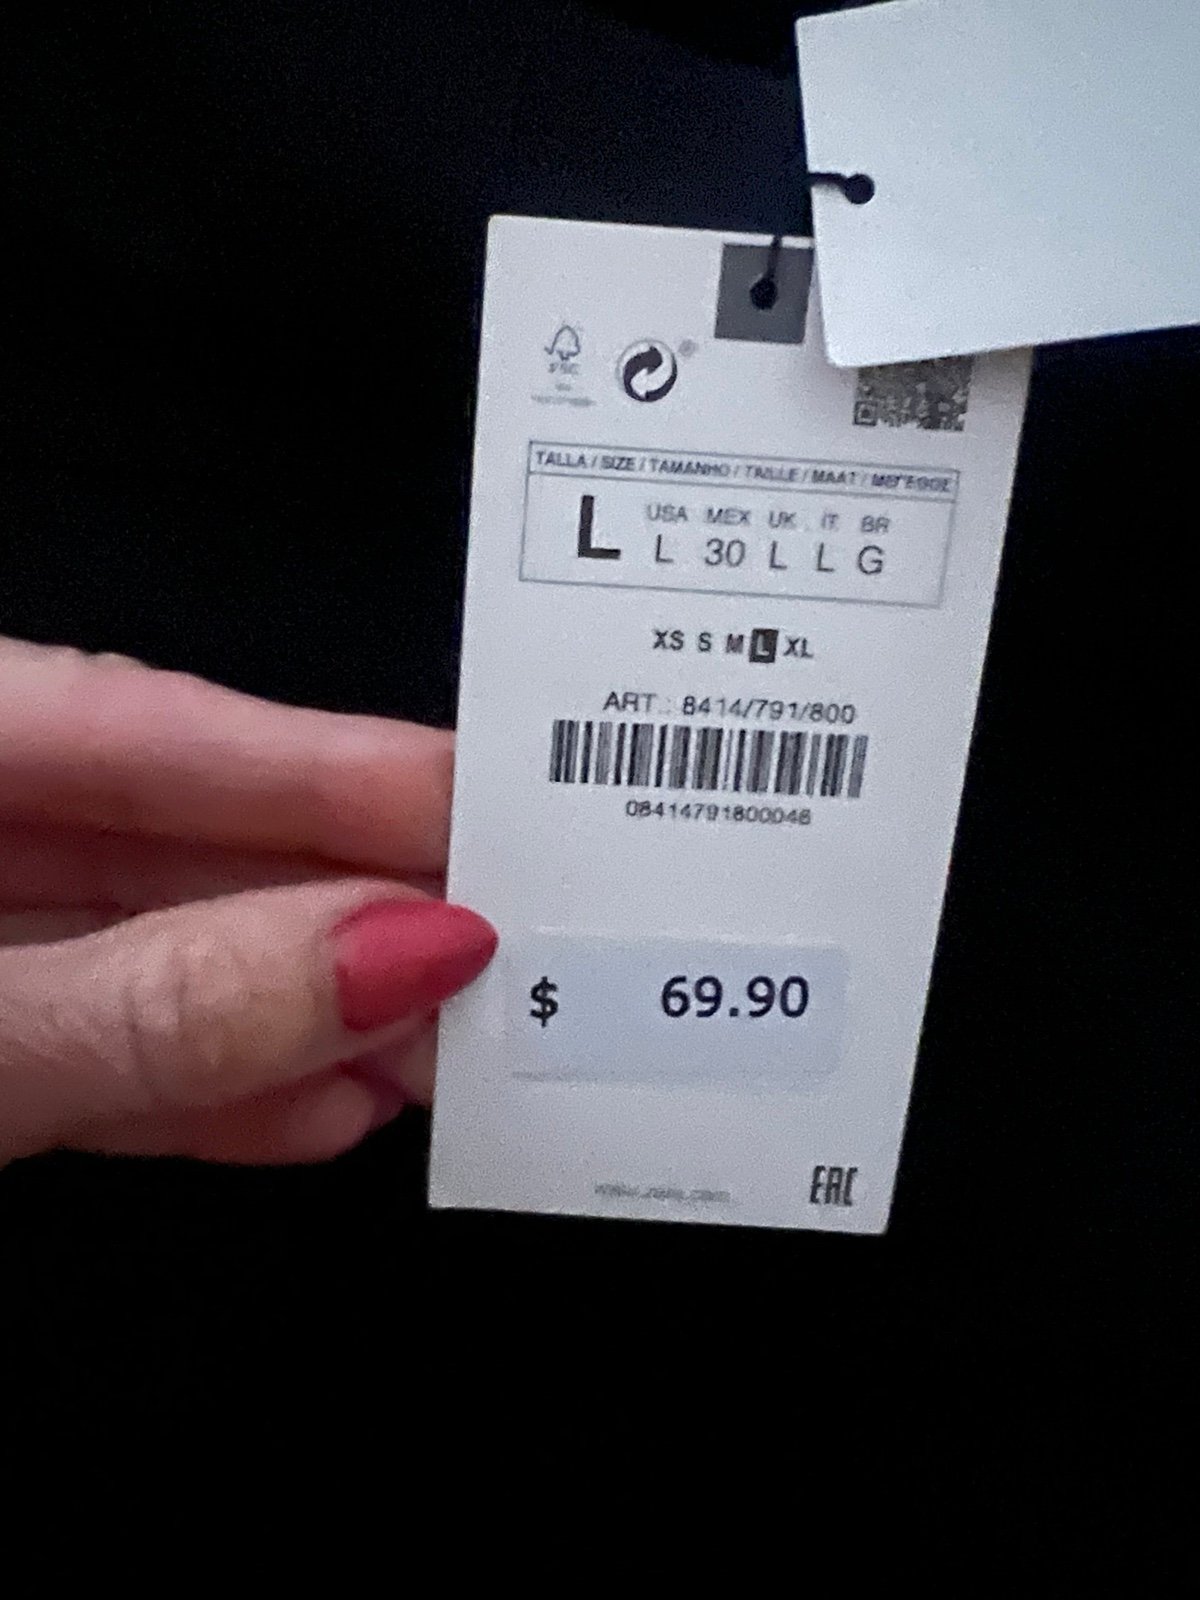 FSC
TALLA / SIZE / TAMANHO / TAILLE / MAAT /
L
USA MEX UK IT BR
L 30 L L G
XS S M L XL
ART.: 8414/791/800
08414791800046
$ 69.90
EAC